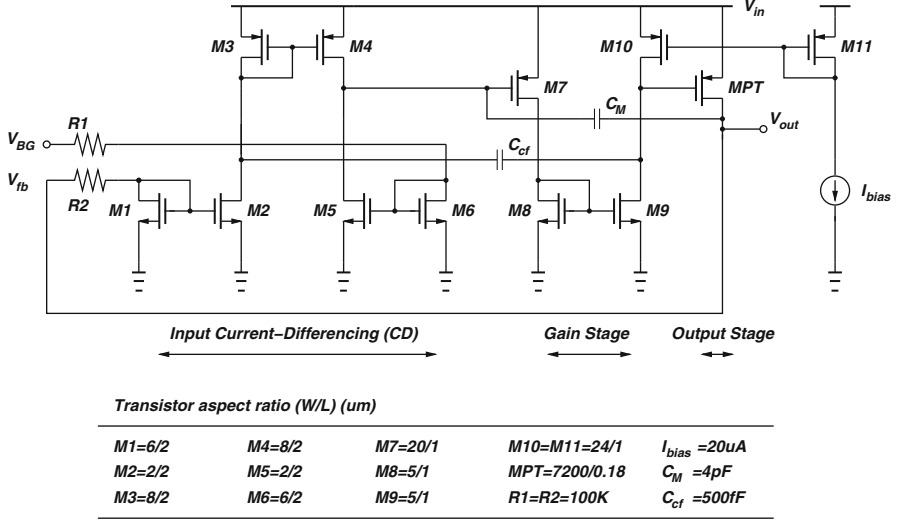 V_in
M3 M4 M10 M11
M7 MPT
C_M
V_out
R1
V_BG
C_cf
V_fb
R2
M1 M2 M5 M6 M8 M9
I_bias
Input Current–Differencing (CD) Gain Stage Output Stage
Transistor aspect ratio (W/L) (um)
M1=6/2 M4=8/2 M7=20/1 M10=M11=24/1 I_bias =20uA
M2=2/2 M5=2/2 M8=5/1 MPT=7200/0.18 C_M =4pF
M3=8/2 M6=6/2 M9=5/1 R1=R2=100K C_cf =500fF